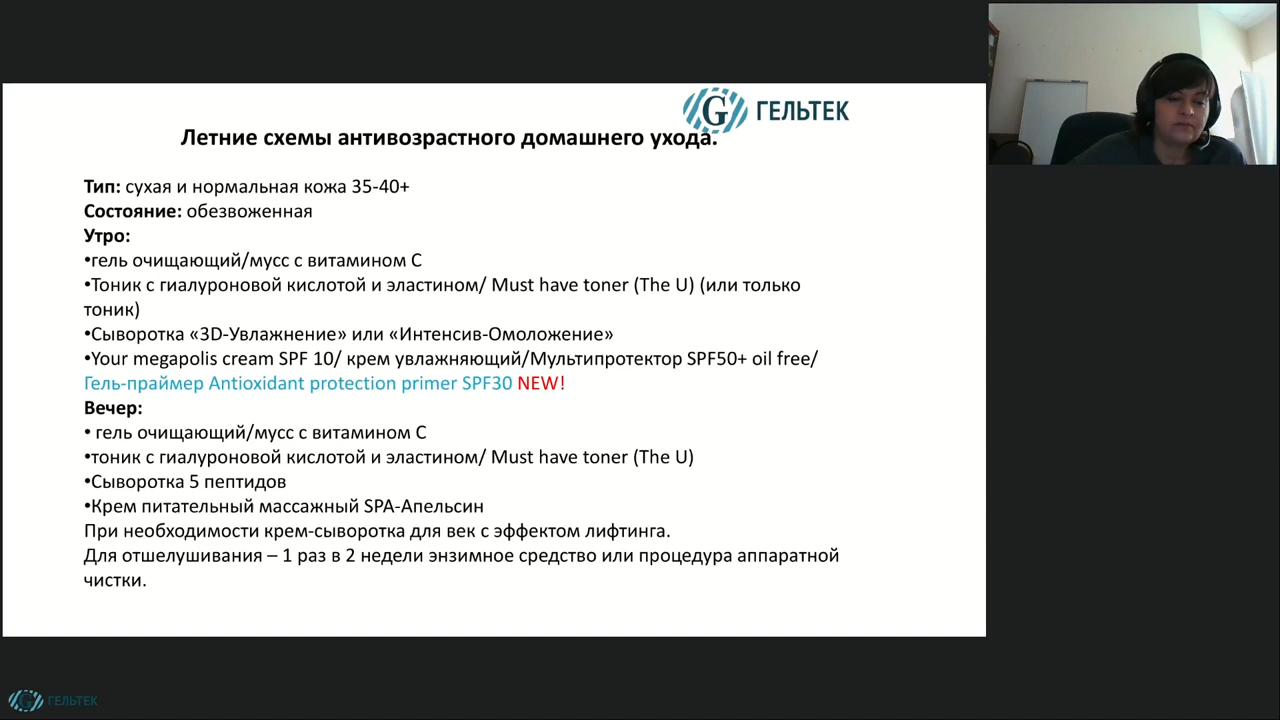 G ГЕЛЬТЕК
Летние схемы антивозрастного домашнего ухода.
Тип: сухая и нормальная кожа 35-40+
Состояние: обезвоженная
Утро:
•гель очищающий/мусс с витамином С
•Тоник с гиалуроновой кислотой и эластином/ Must have toner (The U) (или только
тоник)
•Сыворотка «3D-Увлажнение» или «Интенсив-Омоложение»
•Your megapolis cream SPF 10/ крем увлажняющий/Мультипротектор SPF50+ oil free/
Гель-праймер Antioxidant protection primer SPF30 NEW!
Вечер:
• гель очищающий/мусс с витамином С
•тоник с гиалуроновой кислотой и эластином/ Must have toner (The U)
•Сыворотка 5 пептидов
•Крем питательный массажный SPA-Апельсин
При необходимости крем-сыворотка для век с эффектом лифтинга.
Для отшелушивания – 1 раз в 2 недели энзимное средство или процедура аппаратной
чистки.
G ГЕЛЬТЕК